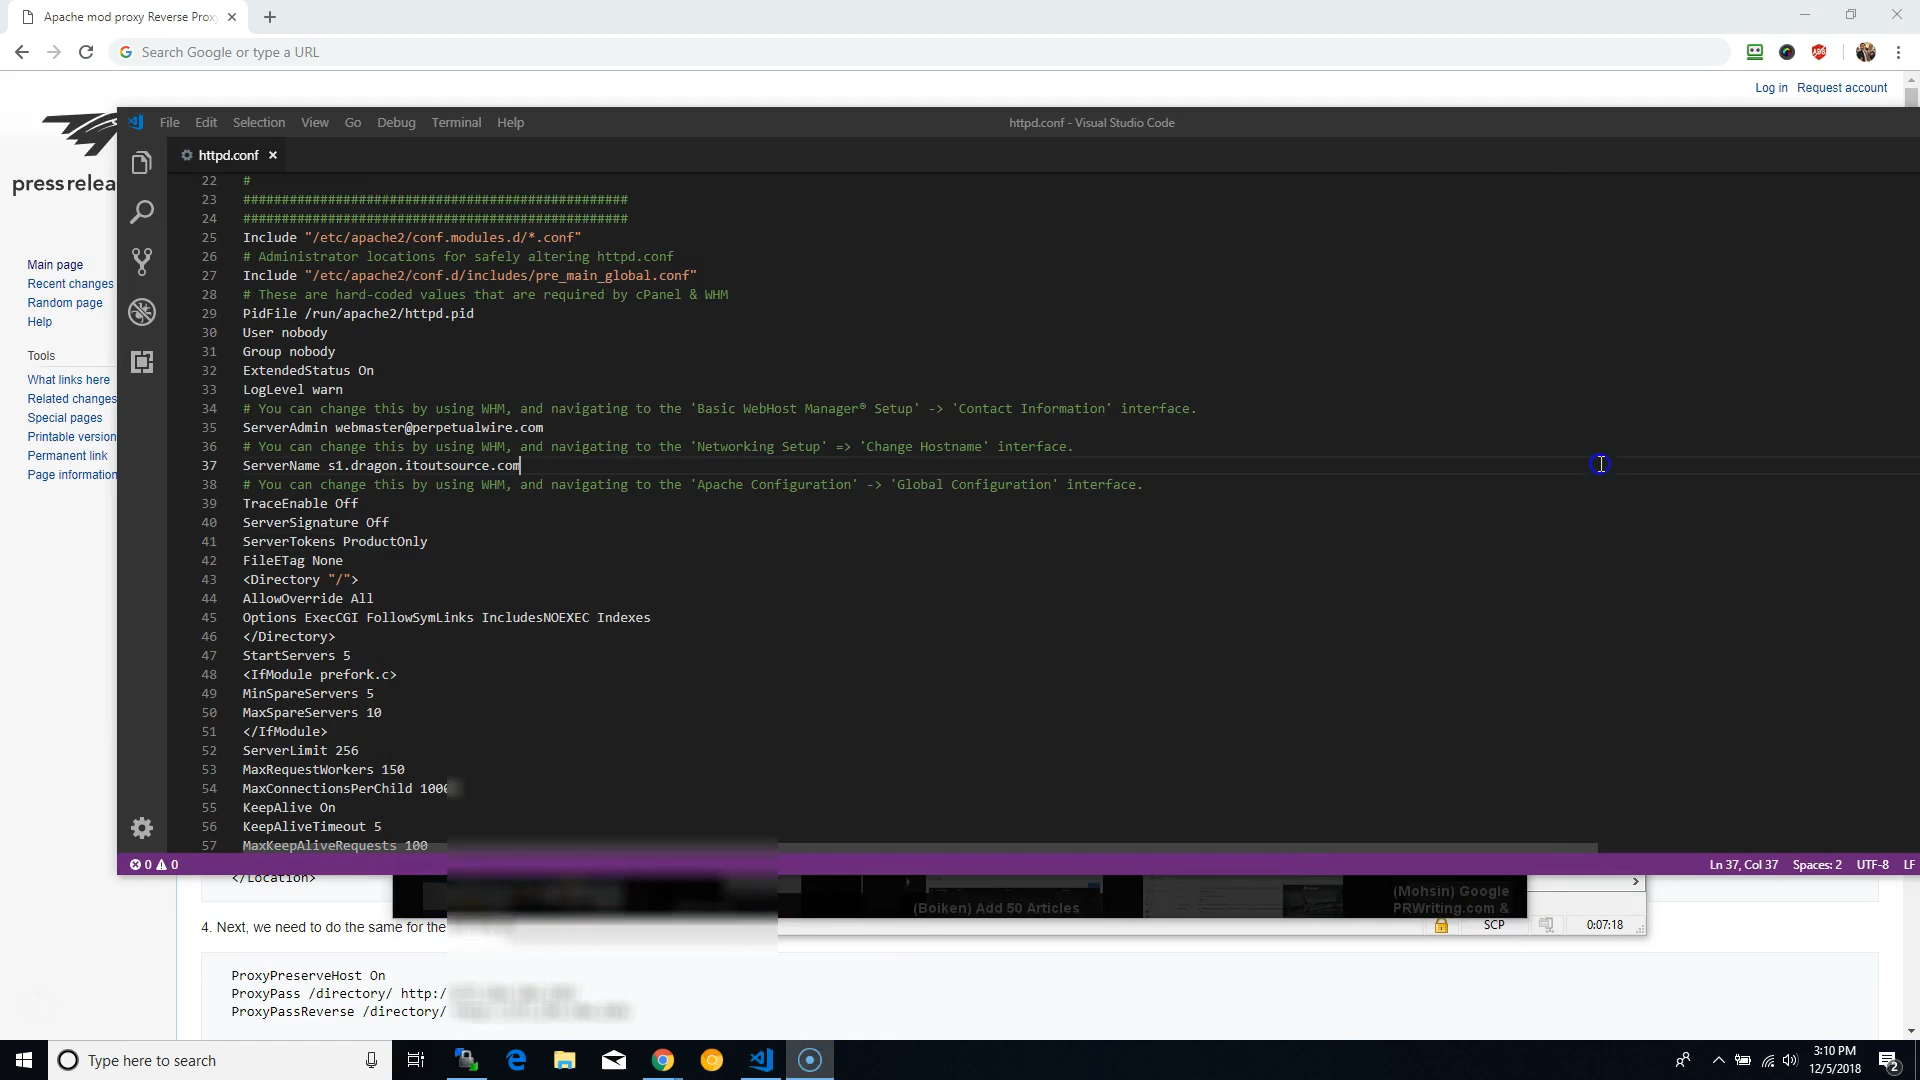 Apache mod proxy Reverse Prox
Search Google or type a URL
ABP
Log in Request account
pressrelea
Main page
Recent changes
Random page
Help
Tools
What links here
Related changes
Special pages
Printable version
Permanent link
Page information
File Edit Selection View Go Debug Terminal Help
httpd.conf - Visual Studio Code
httpd.conf
22 #
23 ##################################################
24 ##################################################
25 Include "/etc/apache2/conf.modules.d/*.conf"
26 # Administrator locations for safely altering httpd.conf
27 Include "/etc/apache2/conf.d/includes/pre_main_global.conf"
28 # These are hard-coded values that are required by cPanel & WHM
29 PidFile /run/apache2/httpd.pid
30 User nobody
31 Group nobody
32 ExtendedStatus On
33 LogLevel warn
34 # You can change this by using WHM, and navigating to the 'Basic WebHost Manager® Setup' -> 'Contact Information' interface.
35 ServerAdmin webmaster@perpetualwire.com
36 # You can change this by using WHM, and navigating to the 'Networking Setup' => 'Change Hostname' interface.
37 ServerName s1.dragon.itoutsource.com
38 # You can change this by using WHM, and navigating to the 'Apache Configuration' -> 'Global Configuration' interface.
39 TraceEnable Off
40 ServerSignature Off
41 ServerTokens ProductOnly
42 FileETag None
43 <Directory "/">
44 AllowOverride All
45 Options ExecCGI FollowSymLinks IncludesNOEXEC Indexes
46 </Directory>
47 StartServers 5
48 <IfModule prefork.c>
49 MinSpareServers 5
50 MaxSpareServers 10
51 </IfModule>
52 ServerLimit 256
53 MaxRequestWorkers 150
54 MaxConnectionsPerChild 1000
55 KeepAlive On
56 KeepAliveTimeout 5
57 MaxKeepAliveRequests 100
0 0
Ln 37, Col 37 Spaces: 2 UTF-8 LF
</Location>
(Boiken) Add 50 Articles
(Mohsin) Google
PRWriting.com &
SCP 0:07:18
4. Next, we need to do the same for the
ProxyPreserveHost On
ProxyPass /directory/ http:/
ProxyPassReverse /directory/
Type here to search
3:10 PM
12/5/2018
2